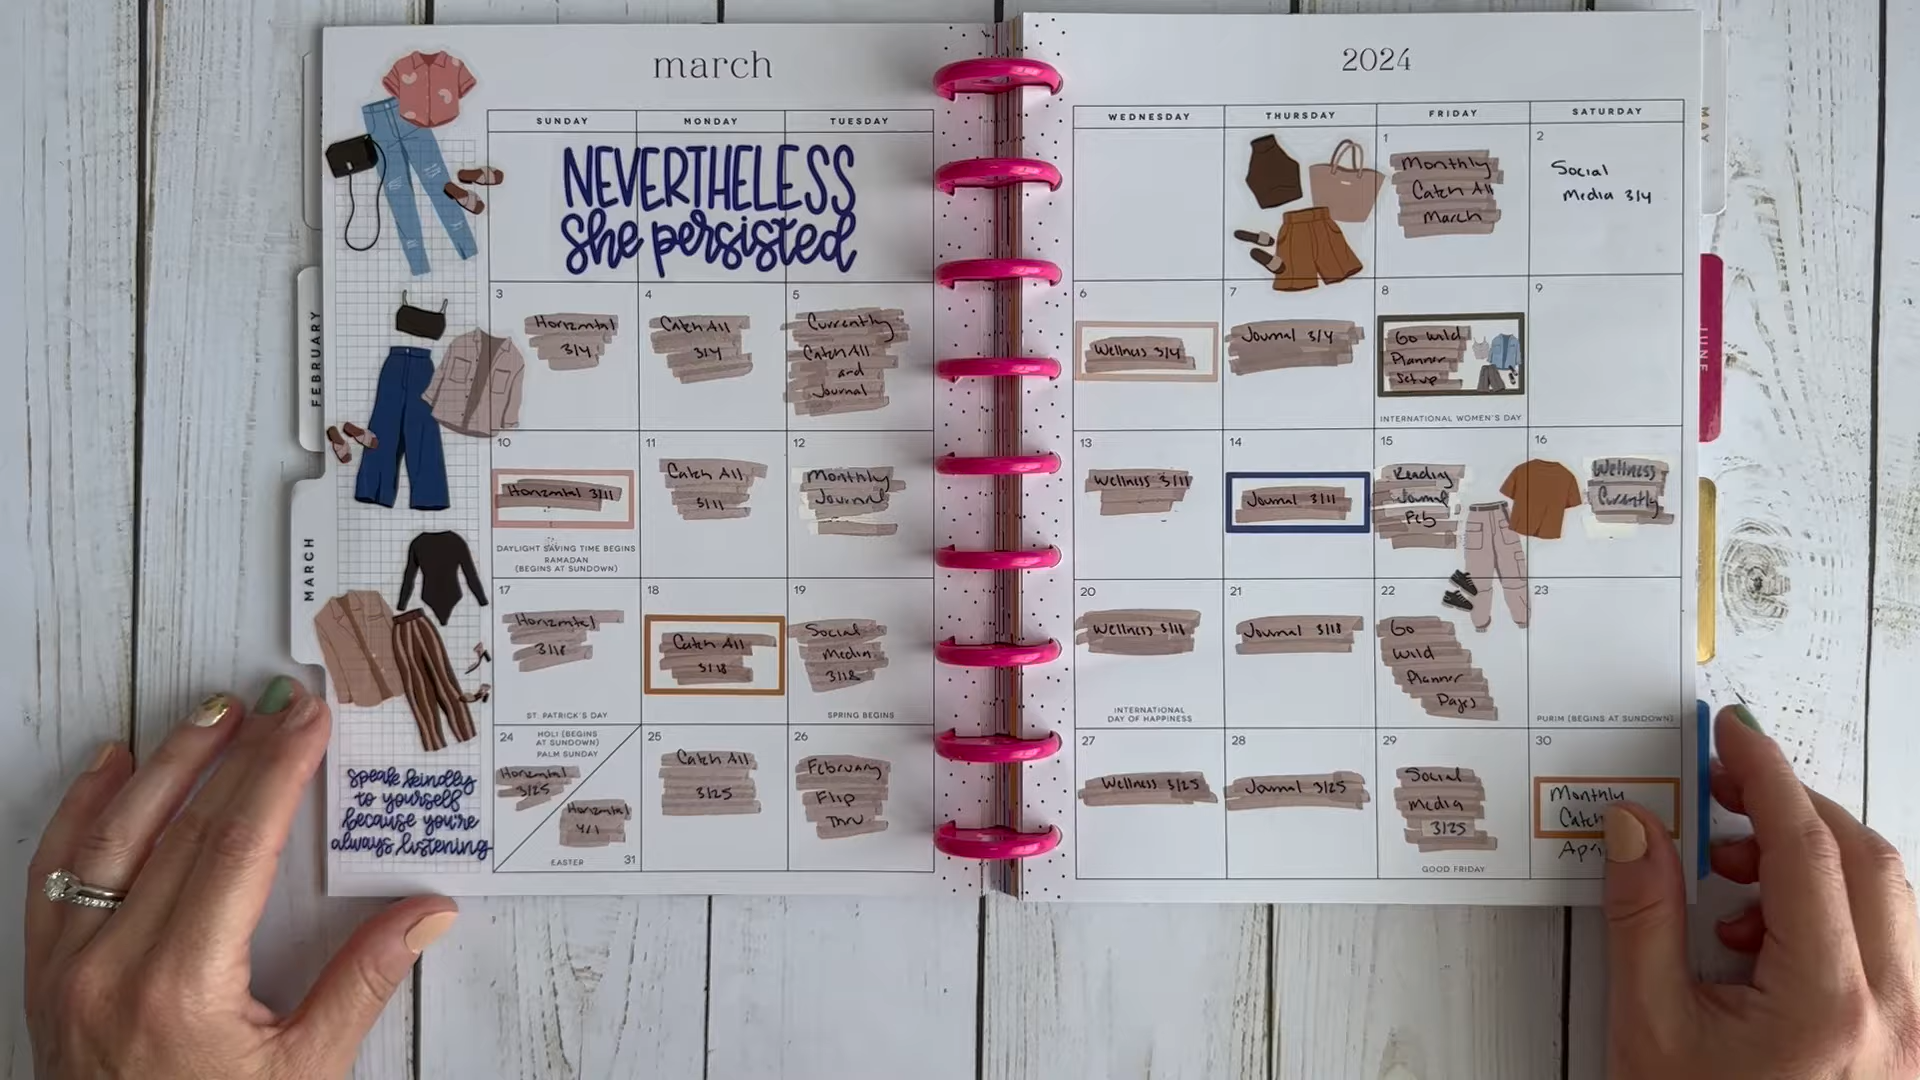 march
2024
SUNDAY
MONDAY
TUESDAY
WEDNESDAY
THURSDAY
FRIDAY
SATURDAY
NEVERTHELESS
she persisted
1
Monthly
Catch All
March
2
Social
Media 3/4
3
Horizontal
3/4
4
Catch All
3/4
5
Currently
Catch All
and
Journal
6
Wellness 3/4
7
Journal 3/4
8
Go Wild
Planner
Setup
INTERNATIONAL WOMEN'S DAY
9
10
Horizontal 3/11
DAYLIGHT SAVING TIME BEGINS
RAMADAN
(BEGINS AT SUNDOWN)
11
Catch All
3/11
12
Monthly
Journal
13
Wellness 3/11
14
Journal 3/11
15
Reading
Journal
Feb
16
Wellness
Currently
17
Horizontal
3/18
ST. PATRICK'S DAY
18
Catch All
3/18
19
Social
Media
3/18
SPRING BEGINS
20
Wellness 3/18
INTERNATIONAL
DAY OF HAPPINESS
21
Journal 3/18
22
Go
Wild
Planner
Pages
23
PURIM (BEGINS AT SUNDOWN)
24
HOLI (BEGINS
AT SUNDOWN)
PALM SUNDAY
Horizontal
3/25
Horizontal
4/1
EASTER
31
25
Catch All
3/25
26
February
Flip
Thru
27
Wellness 3/25
28
Journal 3/25
29
Social
Media
3/25
GOOD FRIDAY
30
Monthly
speak kindly
to yourself
because you're
always listening
FEBRUARY
MARCH
MAY
JUNE